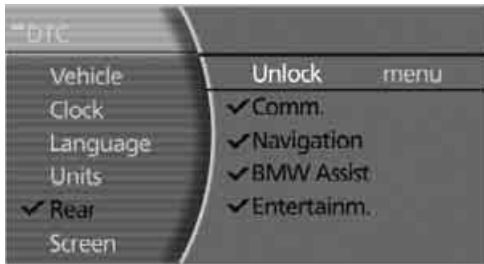 DTC
Vehicle
Clock
Language
Units
Rear
Screen
Unlock menu
Comm.
Navigation
BMW Assist
Entertainm.